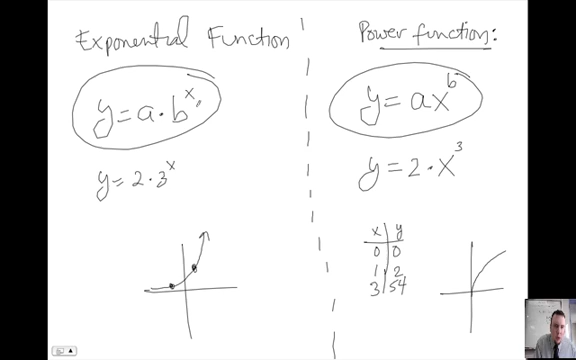 Exponential Function
y = a · b^x
y = 2 · 3^x
Power function:
y = ax^b
y = 2 · x^3
x y
0 0
1 2
3 54